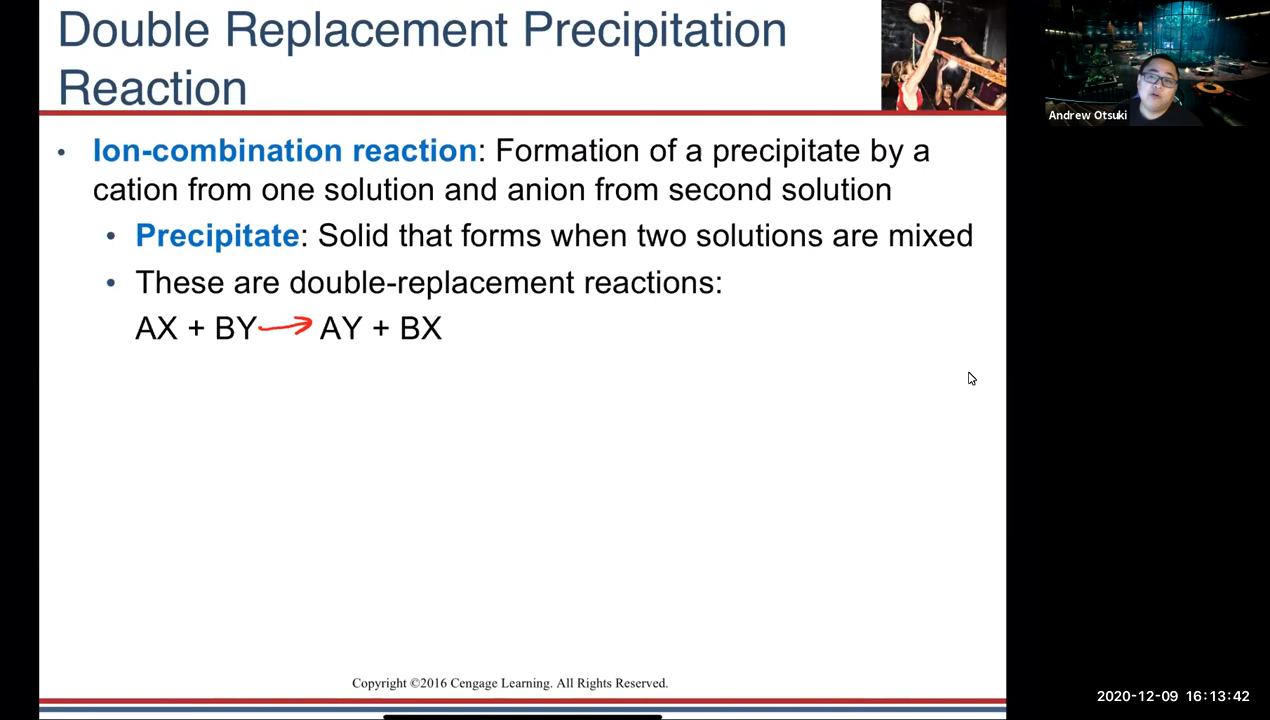 Double Replacement Precipitation
Reaction
Andrew Otsuki
• Ion-combination reaction: Formation of a precipitate by a
cation from one solution and anion from second solution
• Precipitate: Solid that forms when two solutions are mixed
• These are double-replacement reactions:
AX + BY → AY + BX
Copyright ©2016 Cengage Learning. All Rights Reserved.
2020-12-09 16:13:42